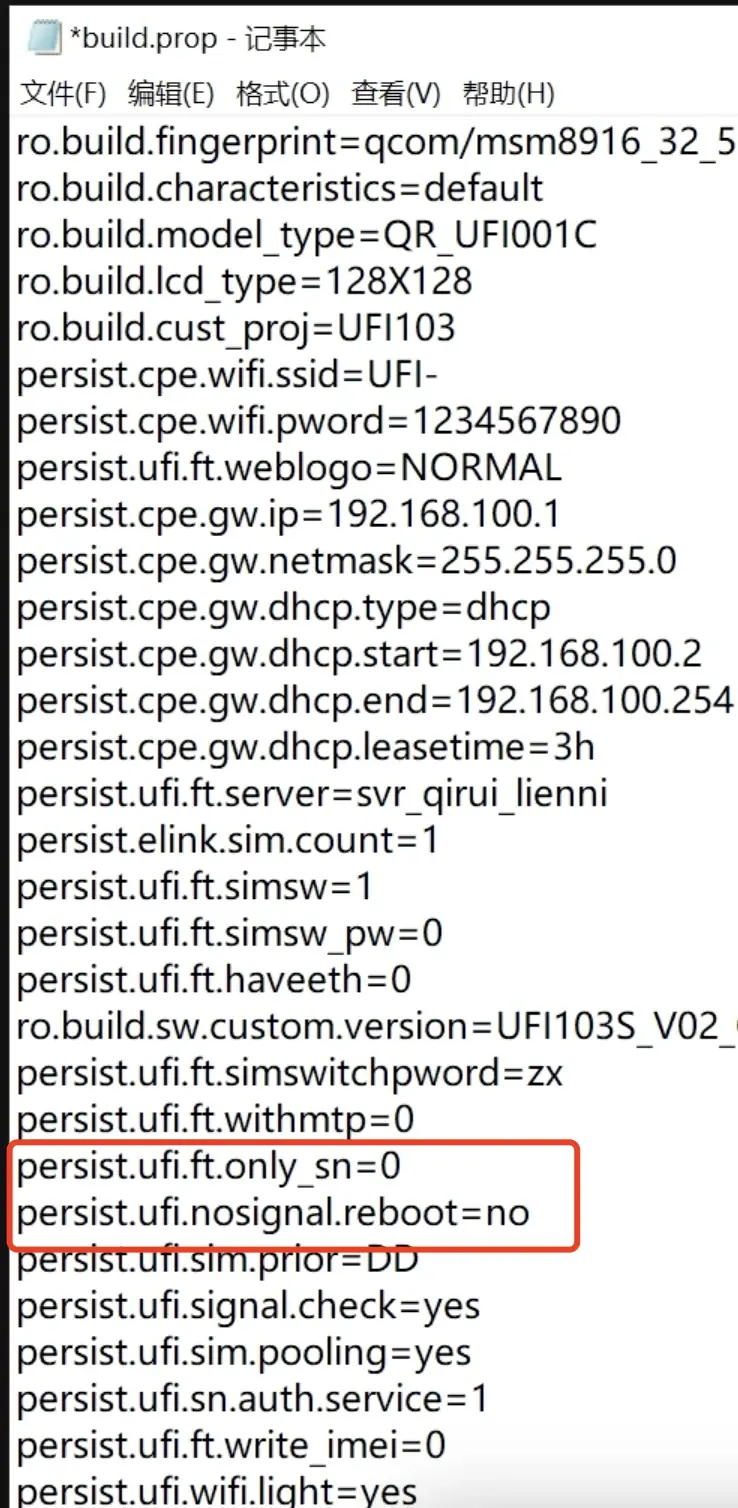 *build.prop - 记事本
文件(F) 编辑(E) 格式(O) 查看(V) 帮助(H)
ro.build.fingerprint=qcom/msm8916_32_5
ro.build.characteristics=default
ro.build.model_type=QR_UFI001C
ro.build.lcd_type=128X128
ro.build.cust_proj=UFI103
persist.cpe.wifi.ssid=UFI-
persist.cpe.wifi.pword=1234567890
persist.ufi.ft.weblogo=NORMAL
persist.cpe.gw.ip=192.168.100.1
persist.cpe.gw.netmask=255.255.255.0
persist.cpe.gw.dhcp.type=dhcp
persist.cpe.gw.dhcp.start=192.168.100.2
persist.cpe.gw.dhcp.end=192.168.100.254
persist.cpe.gw.dhcp.leasetime=3h
persist.ufi.ft.server=svr_qirui_lienni
persist.elink.sim.count=1
persist.ufi.ft.simsw=1
persist.ufi.ft.simsw_pw=0
persist.ufi.ft.haveeth=0
ro.build.sw.custom.version=UFI103S_V02_
persist.ufi.ft.simswitchpword=zx
persist.ufi.ft.withmtp=0
persist.ufi.ft.only_sn=0
persist.ufi.nosignal.reboot=no
persist.ufi.sim.prior=DD
persist.ufi.signal.check=yes
persist.ufi.sim.pooling=yes
persist.ufi.sn.auth.service=1
persist.ufi.ft.write_imei=0
persist.ufi.wifi.light=yes